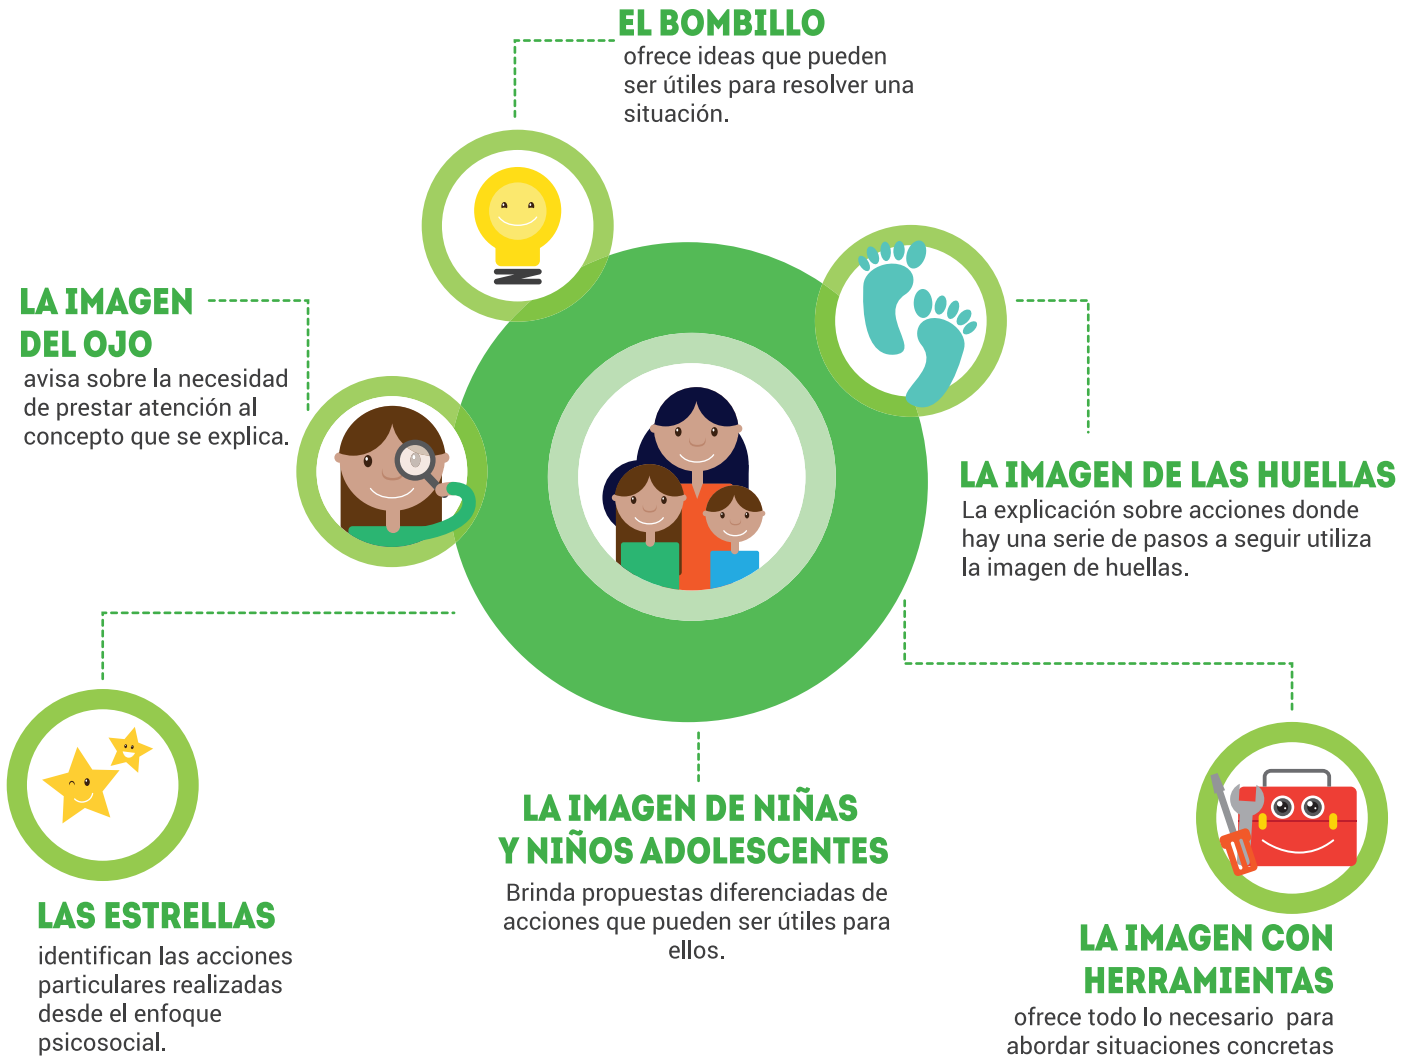 EL BOMBILLO
ofrece ideas que pueden
ser útiles para resolver una
situación.
LA IMAGEN
DEL OJO
avisa sobre la necesidad
de prestar atención al
concepto que se explica.
LA IMAGEN DE LAS HUELLAS
La explicación sobre acciones donde
hay una serie de pasos a seguir utiliza
la imagen de huellas.
LAS ESTRELLAS
identifican las acciones
particulares realizadas
desde el enfoque
psicosocial.
LA IMAGEN DE NIÑAS
Y NIÑOS ADOLESCENTES
Brinda propuestas diferenciadas de
acciones que pueden ser útiles para
ellos.
LA IMAGEN CON
HERRAMIENTAS
ofrece todo lo necesario para
abordar situaciones concretas